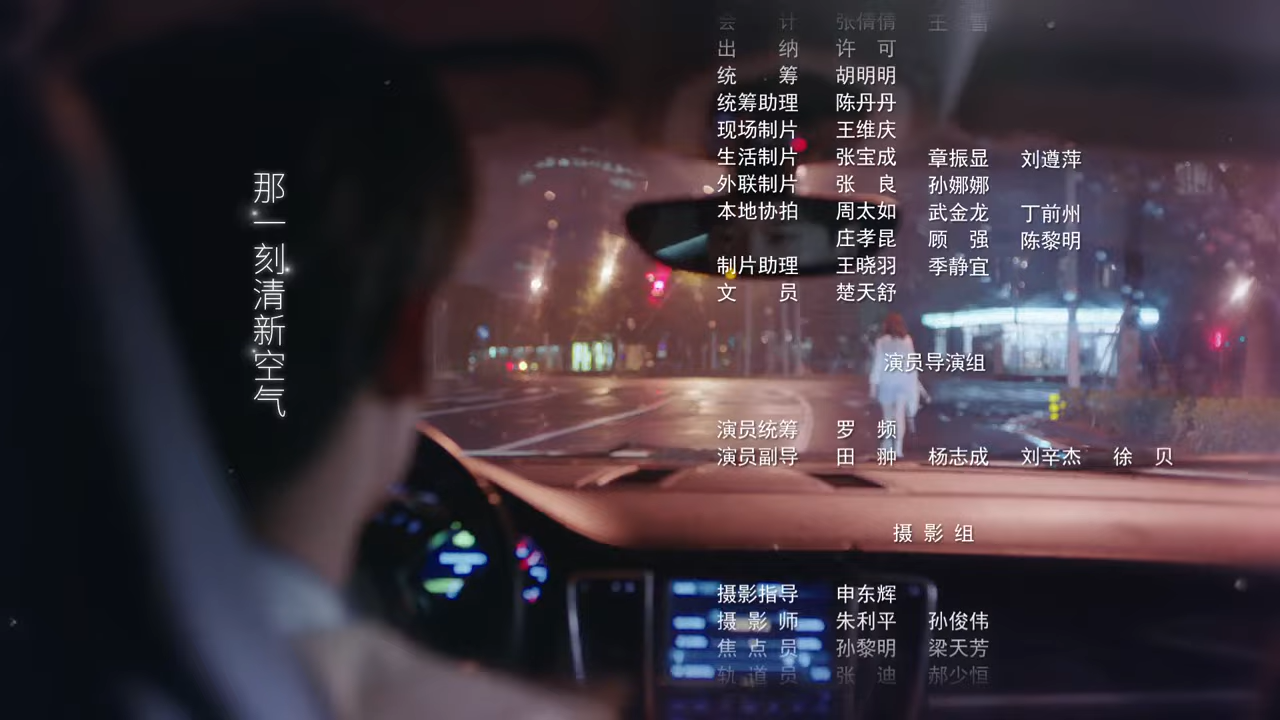 那一刻清新空气
会计 张倩倩
出纳 许可
统筹 胡明明
统筹助理 陈丹丹
现场制片 王维庆
生活制片 张宝成 章振显 刘遵萍
外联制片 张良 孙娜娜
本地协拍 周太如 武金龙 丁前州
庄孝昆 顾强 陈黎明
制片助理 王晓羽 季静宜
文员 楚天舒
演员导演组
演员统筹 罗频
演员副导 田翀 杨志成 刘辛杰 徐贝
摄影组
摄影指导 申东辉
摄影师 朱利平 孙俊伟
焦点员 孙黎明 梁天芳
轨道员 张迪 郝少恒